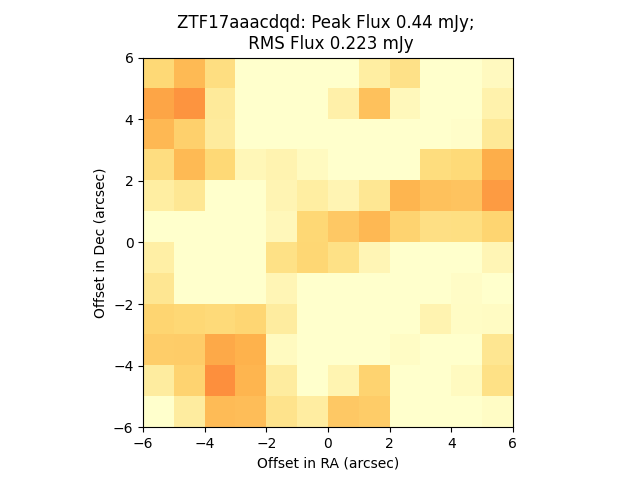 ZTF17aaacdqd: Peak Flux 0.44 mJy;
RMS Flux 0.223 mJy
6
4
2
0
−2
−4
−6
Offset in Dec (arcsec)
−6 −4 −2 0 2 4 6
Offset in RA (arcsec)